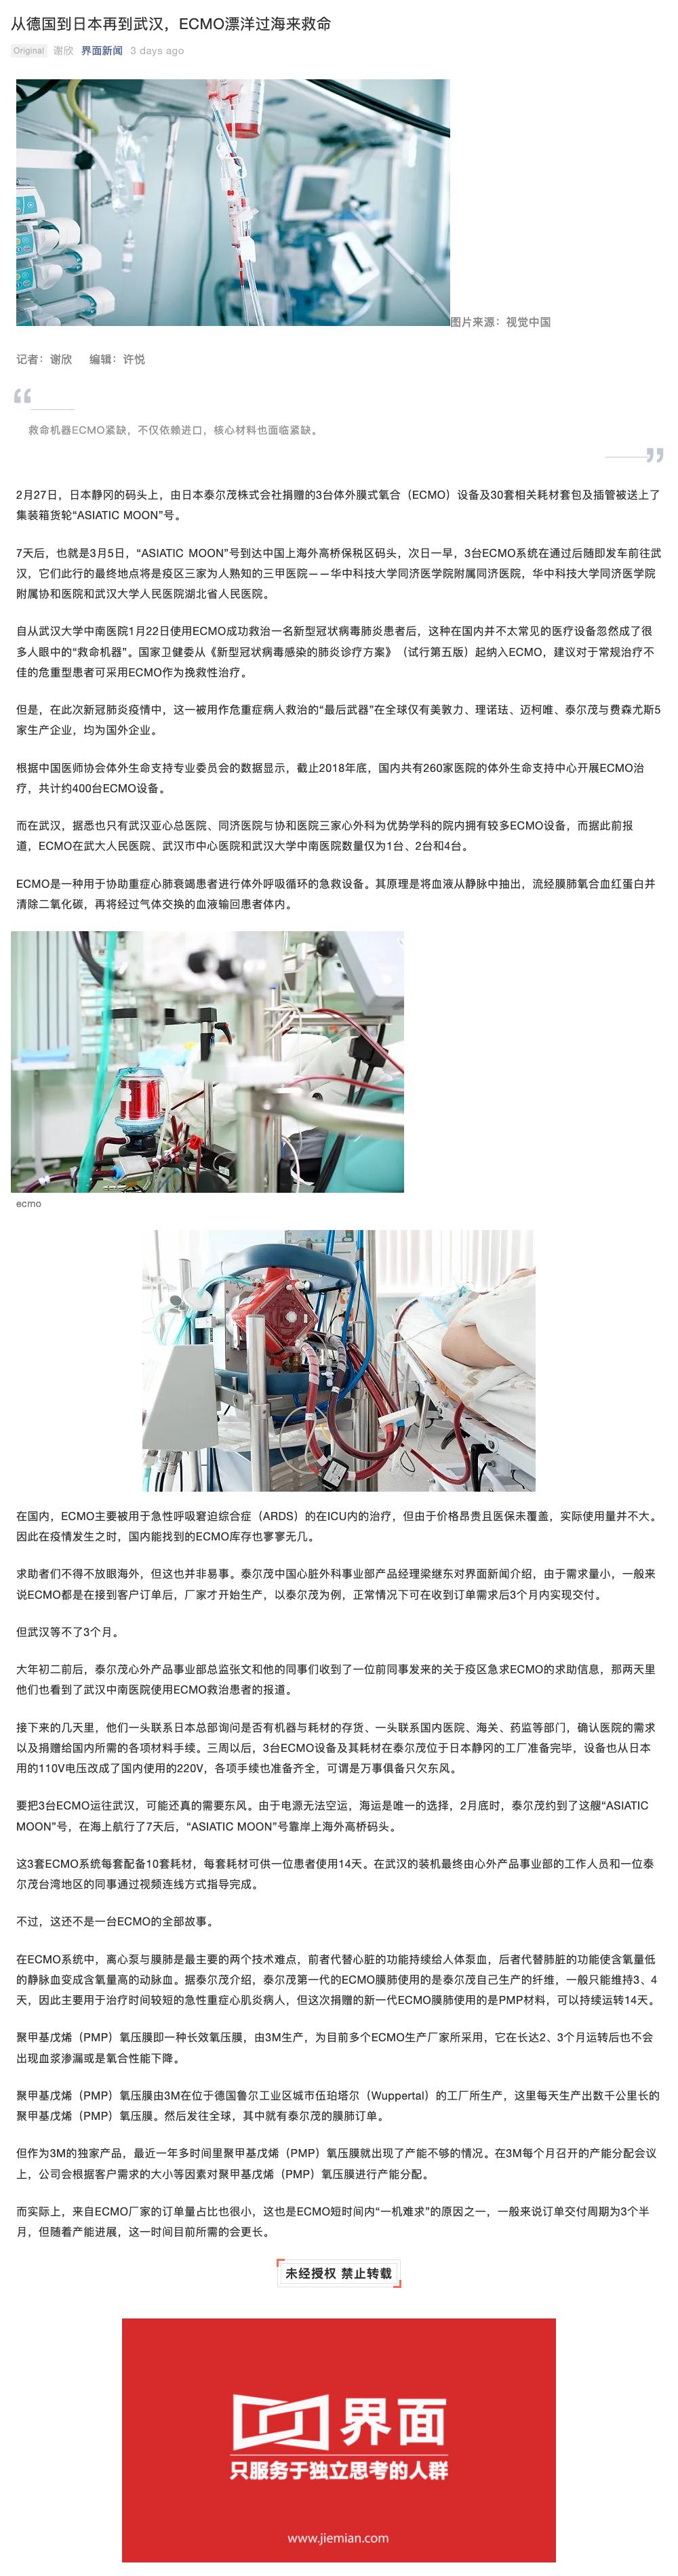 从德国到日本再到武汉，ECMO漂洋过海来救命
Original 谢欣 界面新闻 3 days ago
图片来源：视觉中国
记者：谢欣 编辑：许悦
“
救命机器ECMO紧缺，不仅依赖进口，核心材料也面临紧缺。
”
2月27日，日本静冈的码头上，由日本泰尔茂株式会社捐赠的3台体外膜式氧合（ECMO）设备及30套相关耗材套包及插管被送上了
集装箱货轮“ASIATIC MOON”号。
7天后，也就是3月5日，“ASIATIC MOON”号到达中国上海外高桥保税区码头，次日一早，3台ECMO系统在通过后随即发车前往武
汉，它们此行的最终地点将是疫区三家为人熟知的三甲医院——华中科技大学同济医学院附属同济医院，华中科技大学同济医学院
附属协和医院和武汉大学人民医院湖北省人民医院。
自从武汉大学中南医院1月22日使用ECMO成功救治一名新型冠状病毒肺炎患者后，这种在国内并不太常见的医疗设备忽然成了很
多人眼中的“救命机器”。国家卫健委从《新型冠状病毒感染的肺炎诊疗方案》（试行第五版）起纳入ECMO，建议对于常规治疗不
佳的危重型患者可采用ECMO作为挽救性治疗。
但是，在此次新冠肺炎疫情中，这一被用作危重症病人救治的“最后武器”在全球仅有美敦力、理诺珐、迈柯唯、泰尔茂与费森尤斯5
家生产企业，均为国外企业。
根据中国医师协会体外生命支持专业委员会的数据显示，截止2018年底，国内共有260家医院的体外生命支持中心开展ECMO治
疗，共计约400台ECMO设备。
而在武汉，据悉也只有武汉亚心总医院、同济医院与协和医院三家心外科为优势学科的院内拥有较多ECMO设备，而据此前报
道，ECMO在武大人民医院、武汉市中心医院和武汉大学中南医院数量仅为1台、2台和4台。
ECMO是一种用于协助重症心肺衰竭患者进行体外呼吸循环的急救设备。其原理是将血液从静脉中抽出，流经膜肺氧合血红蛋白并
清除二氧化碳，再将经过气体交换的血液输回患者体内。
ecmo
在国内，ECMO主要被用于急性呼吸窘迫综合症（ARDS）的在ICU内的治疗，但由于价格昂贵且医保未覆盖，实际使用量并不大。
因此在疫情发生之时，国内能找到的ECMO库存也寥寥无几。
求助者们不得不放眼海外，但这也并非易事。泰尔茂中国心脏外科事业部产品经理梁继东对界面新闻介绍，由于需求量小，一般来
说ECMO都是在接到客户订单后，厂家才开始生产，以泰尔茂为例，正常情况下可在收到订单需求后3个月内实现交付。
但武汉等不了3个月。
大年初二前后，泰尔茂心外产品事业部总监张文和他的同事们收到了一位前同事发来的关于疫区急求ECMO的求助信息，那两天里
他们也看到了武汉中南医院使用ECMO救治患者的报道。
接下来的几天里，他们一头联系日本总部询问是否有机器与耗材的存货、一头联系国内医院、海关、药监等部门，确认医院的需求
以及捐赠给国内所需的各项材料手续。三周以后，3台ECMO设备及其耗材在泰尔茂位于日本静冈的工厂准备完毕，设备也从日本
用的110V电压改成了国内使用的220V，各项手续也准备齐全，可谓是万事俱备只欠东风。
要把3台ECMO运往武汉，可能还真的需要东风。由于电源无法空运，海运是唯一的选择，2月底时，泰尔茂约到了这艘“ASIATIC
MOON”号，在海上航行了7天后，“ASIATIC MOON”号靠岸上海外高桥码头。
这3套ECMO系统每套配备10套耗材，每套耗材可供一位患者使用14天。在武汉的装机最终由心外产品事业部的工作人员和一位泰
尔茂台湾地区的同事通过视频连线方式指导完成。
不过，这还不是一台ECMO的全部故事。
在ECMO系统中，离心泵与膜肺是最主要的两个技术难点，前者代替心脏的功能持续给人体泵血，后者代替肺脏的功能使含氧量低
的静脉血变成含氧量高的动脉血。据泰尔茂介绍，泰尔茂第一代的ECMO膜肺使用的是泰尔茂自己生产的纤维，一般只能维持3、4
天，因此主要用于治疗时间较短的急性重症心肌炎病人，但这次捐赠的新一代ECMO膜肺使用的是PMP材料，可以持续运转14天。
聚甲基戊烯（PMP）氧压膜即一种长效氧压膜，由3M生产，为目前多个ECMO生产厂家所采用，它在长达2、3个月运转后也不会
出现血浆渗漏或是氧合性能下降。
聚甲基戊烯（PMP）氧压膜由3M在位于德国鲁尔工业区城市伍珀塔尔（Wuppertal）的工厂所生产，这里每天生产出数千公里长的
聚甲基戊烯（PMP）氧压膜。然后发往全球，其中就有泰尔茂的膜肺订单。
但作为3M的独家产品，最近一年多时间里聚甲基戊烯（PMP）氧压膜就出现了产能不够的情况。在3M每个月召开的产能分配会议
上，公司会根据客户需求的大小等因素对聚甲基戊烯（PMP）氧压膜进行产能分配。
而实际上，来自ECMO厂家的订单量占比也很小，这也是ECMO短时间内“一机难求”的原因之一，一般来说订单交付周期为3个半
月，但随着产能进展，这一时间目前所需的会更长。
未经授权 禁止转载
界面
只服务于独立思考的人群
www.jiemian.com